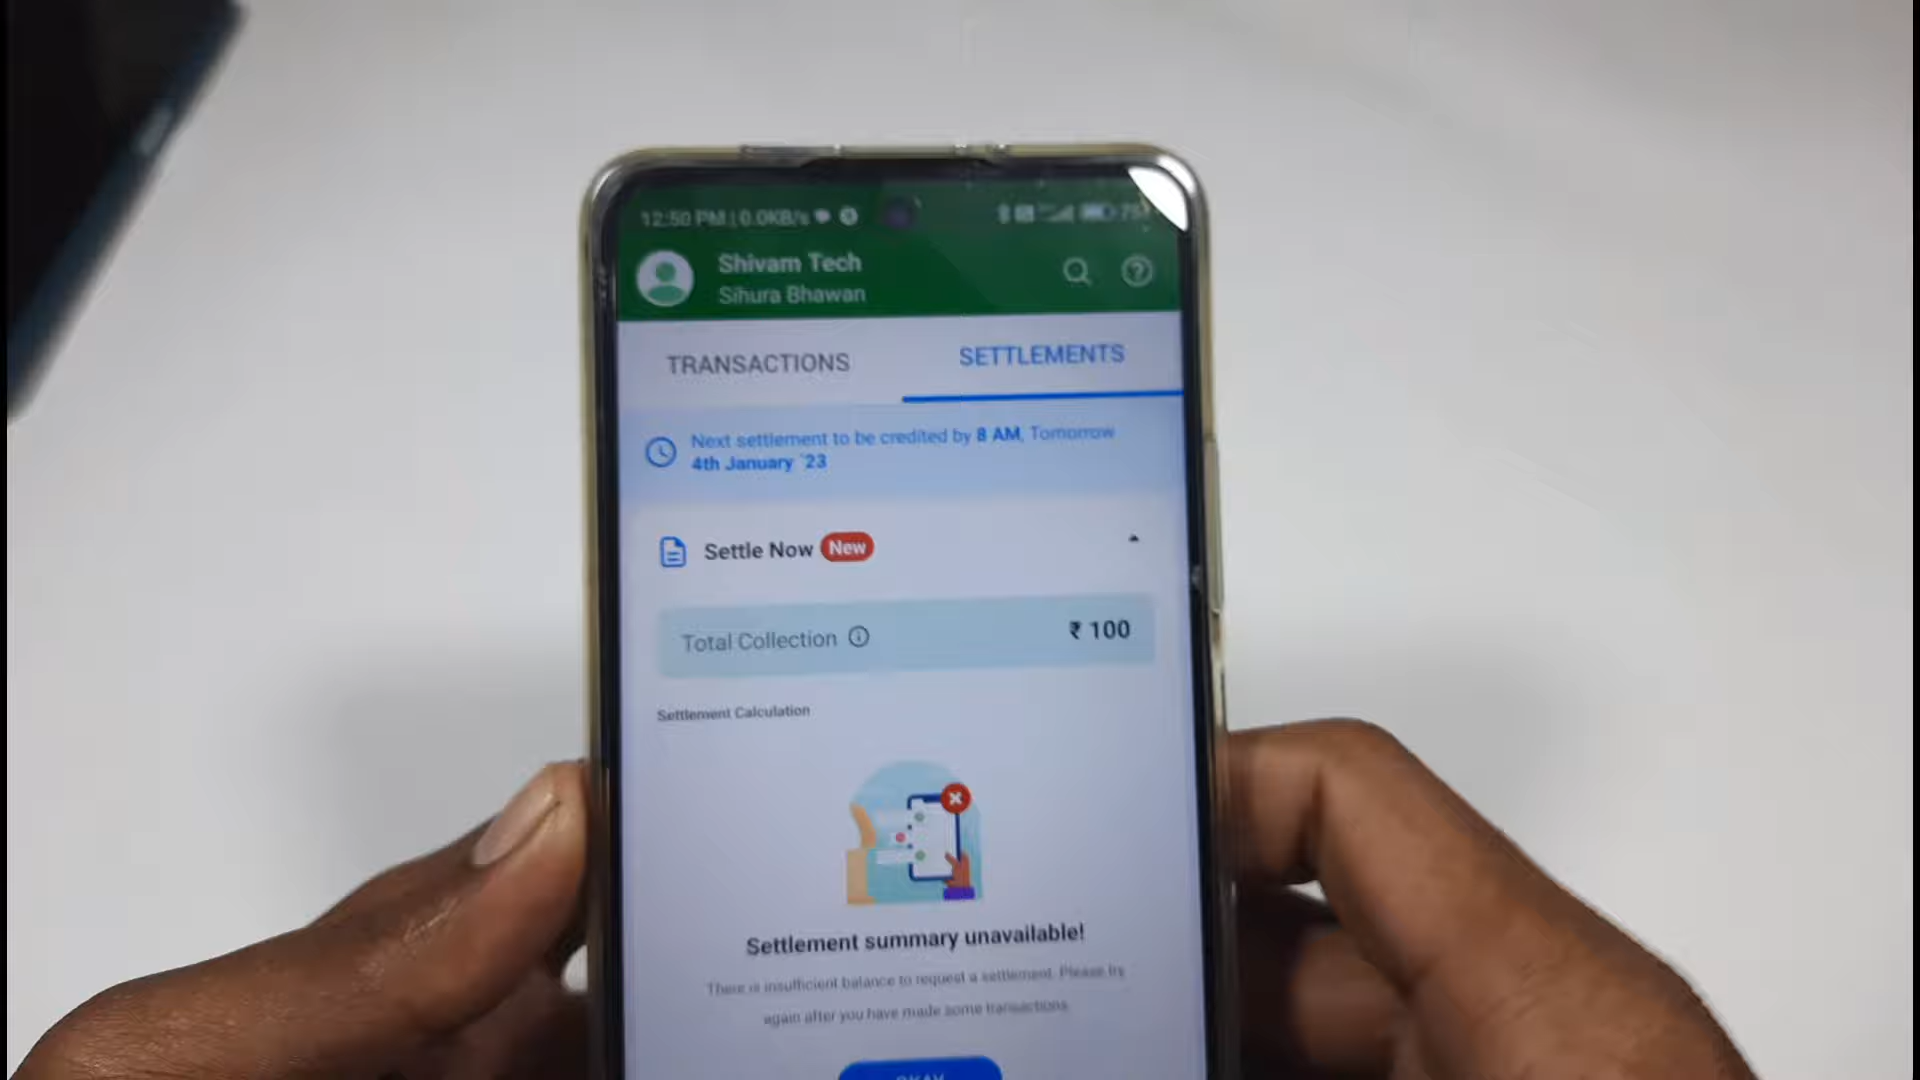 12:50 PM | 0.0KB/s
Shivam Tech
Sihura Bhawan
TRANSACTIONS
SETTLEMENTS
Next settlement to be credited by 8 AM, Tomorrow
4th January `23
Settle Now New
Total Collection ₹ 100
Settlement Calculation
Settlement summary unavailable!
There is insufficient balance to request a settlement. Please try
again after you have made some transactions.
OKAY